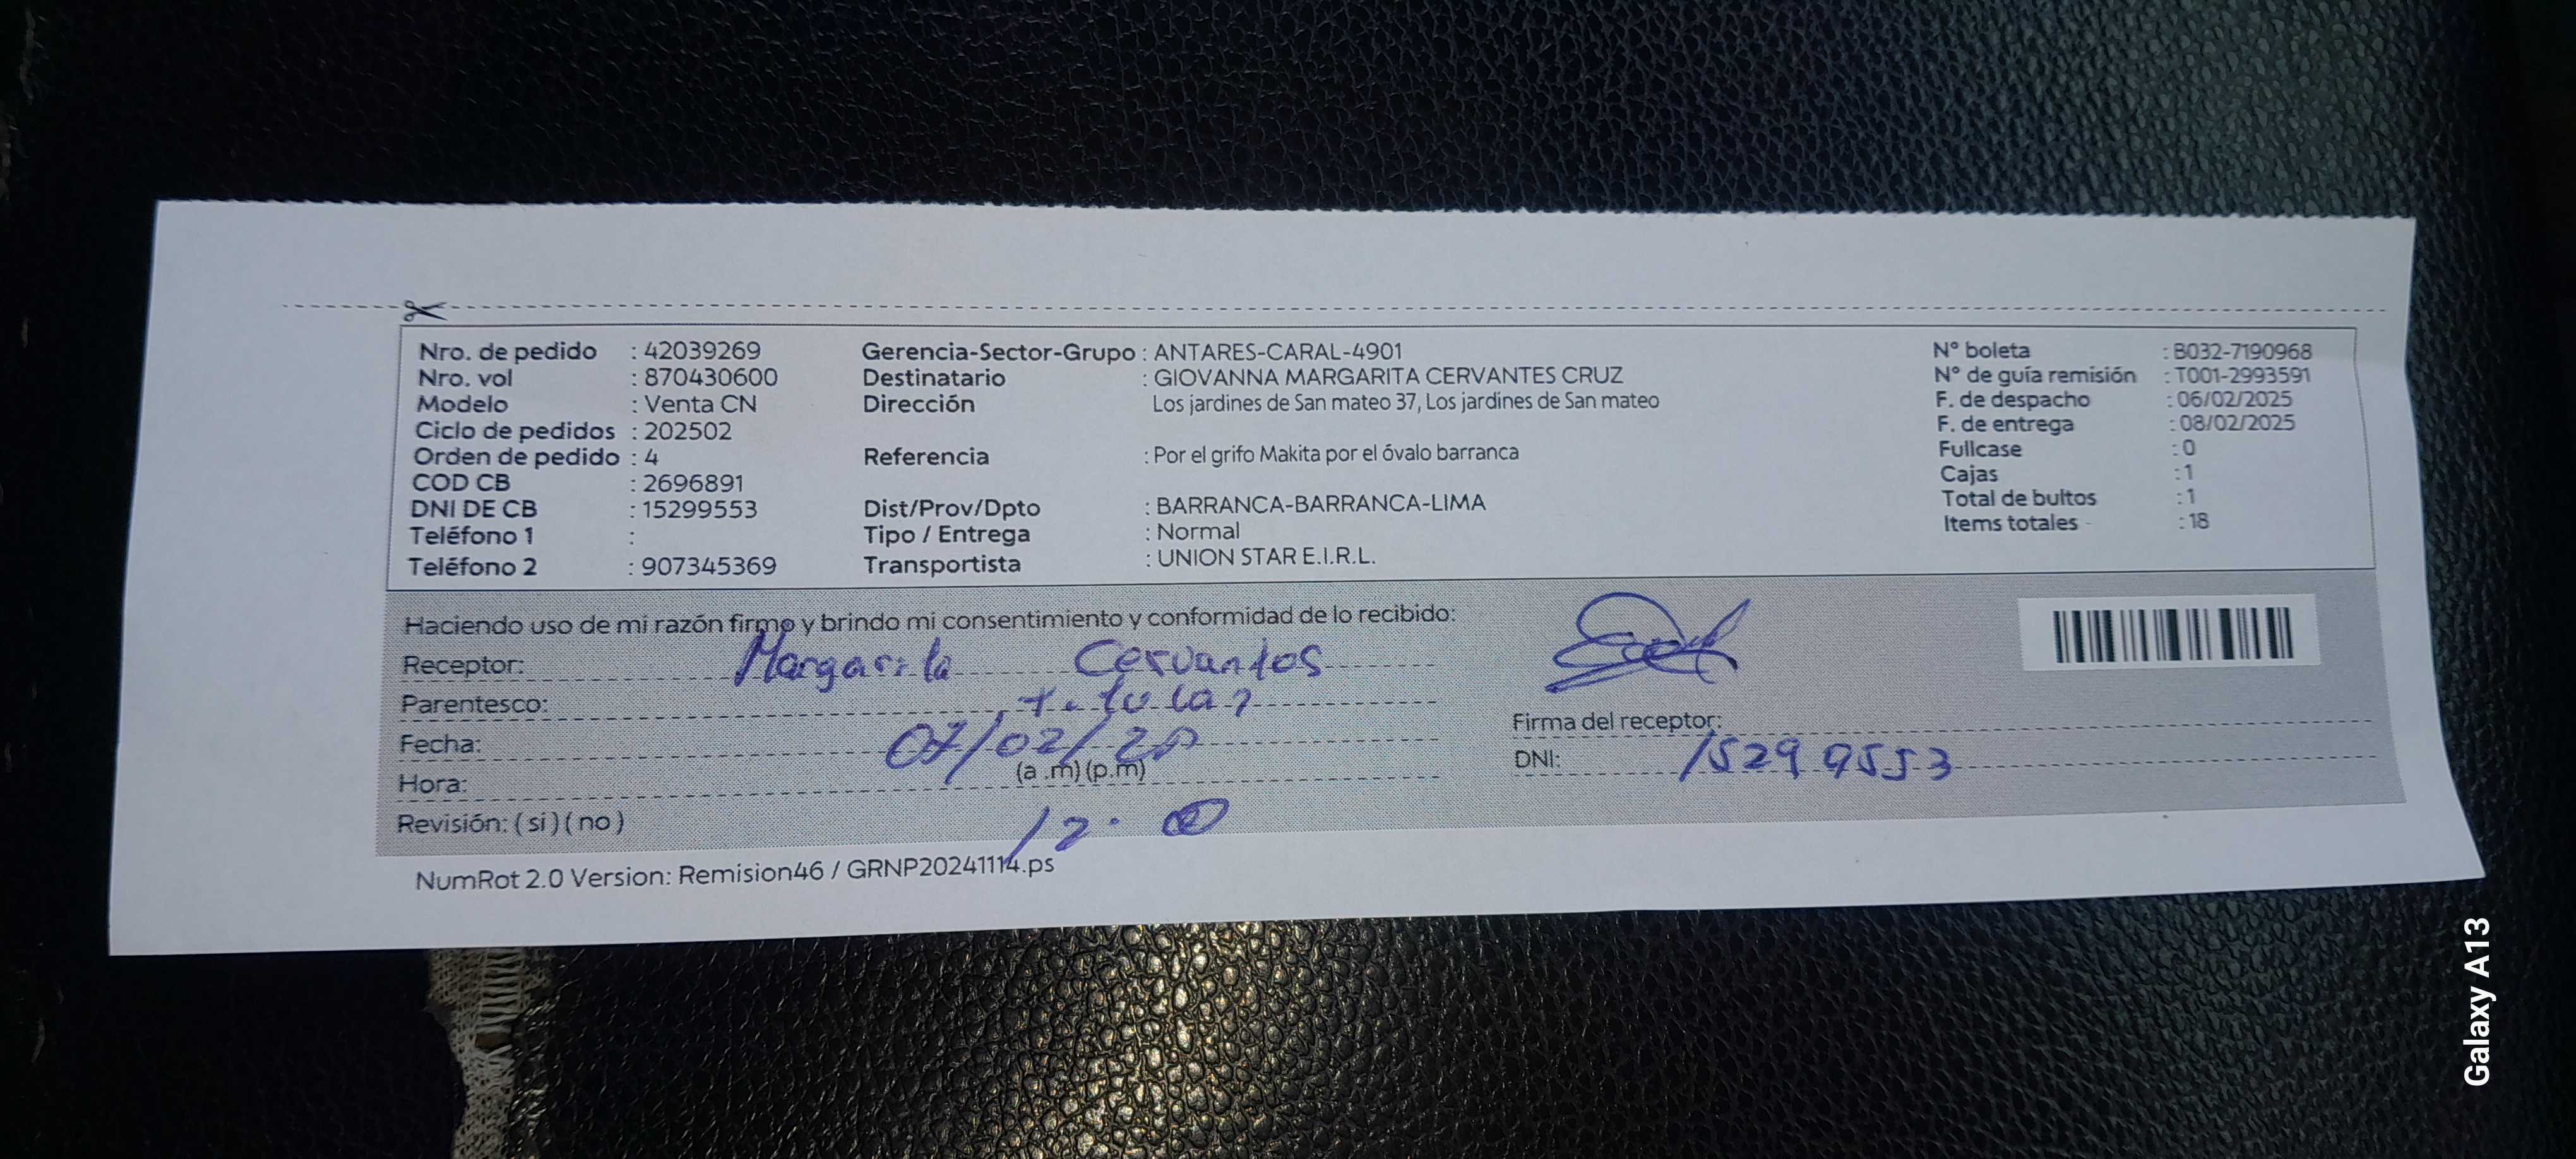 Nro. de pedido : 42039269 Gerencia-Sector-Grupo : ANTARES-CARAL-4901 N° boleta : B032-7190968
Nro. vol : 870430600 Destinatario : GIOVANNA MARGARITA CERVANTES CRUZ N° de guía remisión : T001-2993591
Modelo : Venta CN Dirección Los jardines de San mateo 37, Los jardines de San mateo F. de despacho : 06/02/2025
Ciclo de pedidos : 202502 F. de entrega : 08/02/2025
Orden de pedido : 4 Referencia : Por el grifo Makita por el óvalo barranca Fullcase : 0
COD CB : 2696891 Cajas : 1
DNI DE CB : 15299553 Dist/Prov/Dpto : BARRANCA-BARRANCA-LIMA Total de bultos : 1
Teléfono 1 : Tipo / Entrega : Normal Items totales : 18
Teléfono 2 : 907345369 Transportista : UNION STAR E.I.R.L.
Haciendo uso de mi razón firmo y brindo mi consentimiento y conformidad de lo recibido:
Receptor: Margarita Cervantes
Parentesco: titular
Firma del receptor:
Fecha: 07/02/
DNI: 15299553
Hora: (a .m) (p.m)
Revisión: ( si ) ( no )
12.
NumRot 2.0 Version: Remision46 / GRNP20241114.ps
Galaxy A13